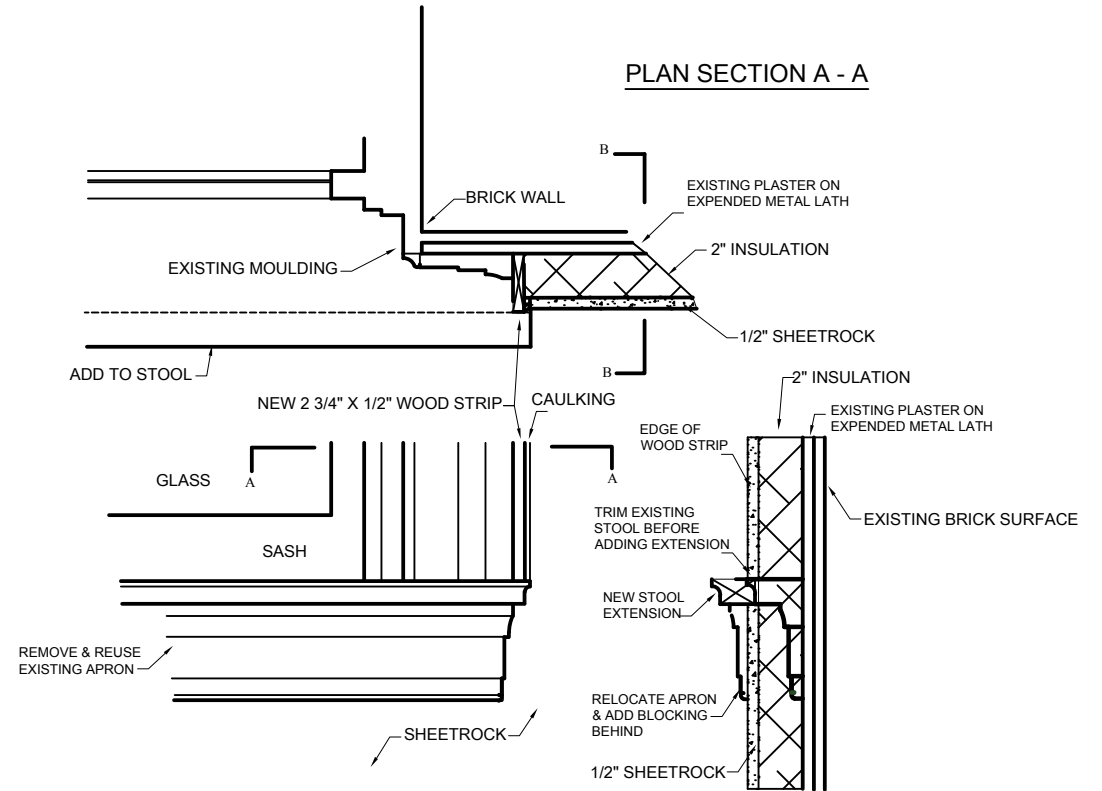 PLAN SECTION A - A
B
BRICK WALL
EXISTING PLASTER ON
EXPENDED METAL LATH
2" INSULATION
EXISTING MOULDING
1/2" SHEETROCK
B
ADD TO STOOL
NEW 2 3/4" X 1/2" WOOD STRIP
CAULKING
2" INSULATION
EXISTING PLASTER ON
EXPENDED METAL LATH
EDGE OF
WOOD STRIP
GLASS
A
A
TRIM EXISTING
STOOL BEFORE
ADDING EXTENSION
EXISTING BRICK SURFACE
SASH
NEW STOOL
EXTENSION
REMOVE & REUSE
EXISTING APRON
RELOCATE APRON
& ADD BLOCKING
BEHIND
SHEETROCK
1/2" SHEETROCK